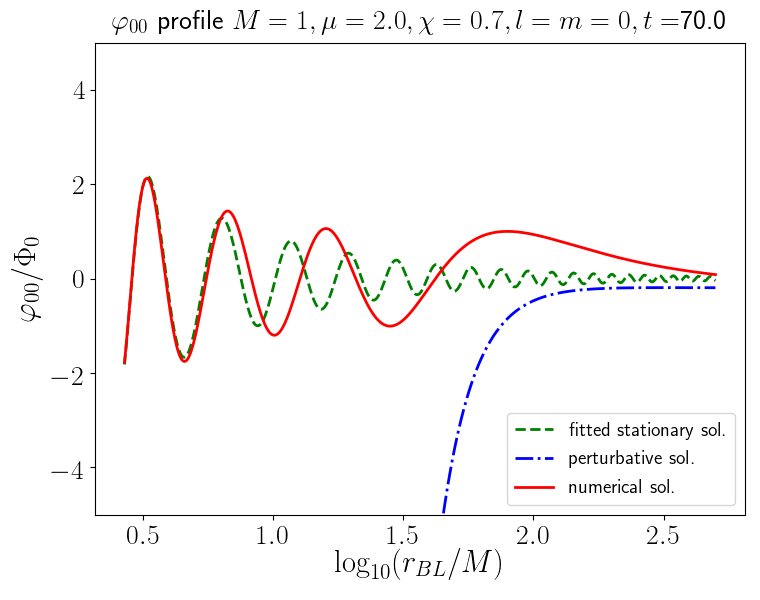 φ₀₀ profile M = 1, μ = 2.0, χ = 0.7, l = m = 0, t =70.0
φ₀₀/Φ₀
4
2
0
−2
−4
fitted stationary sol.
perturbative sol.
numerical sol.
0.5 1.0 1.5 2.0 2.5
log₁₀(r_BL/M)